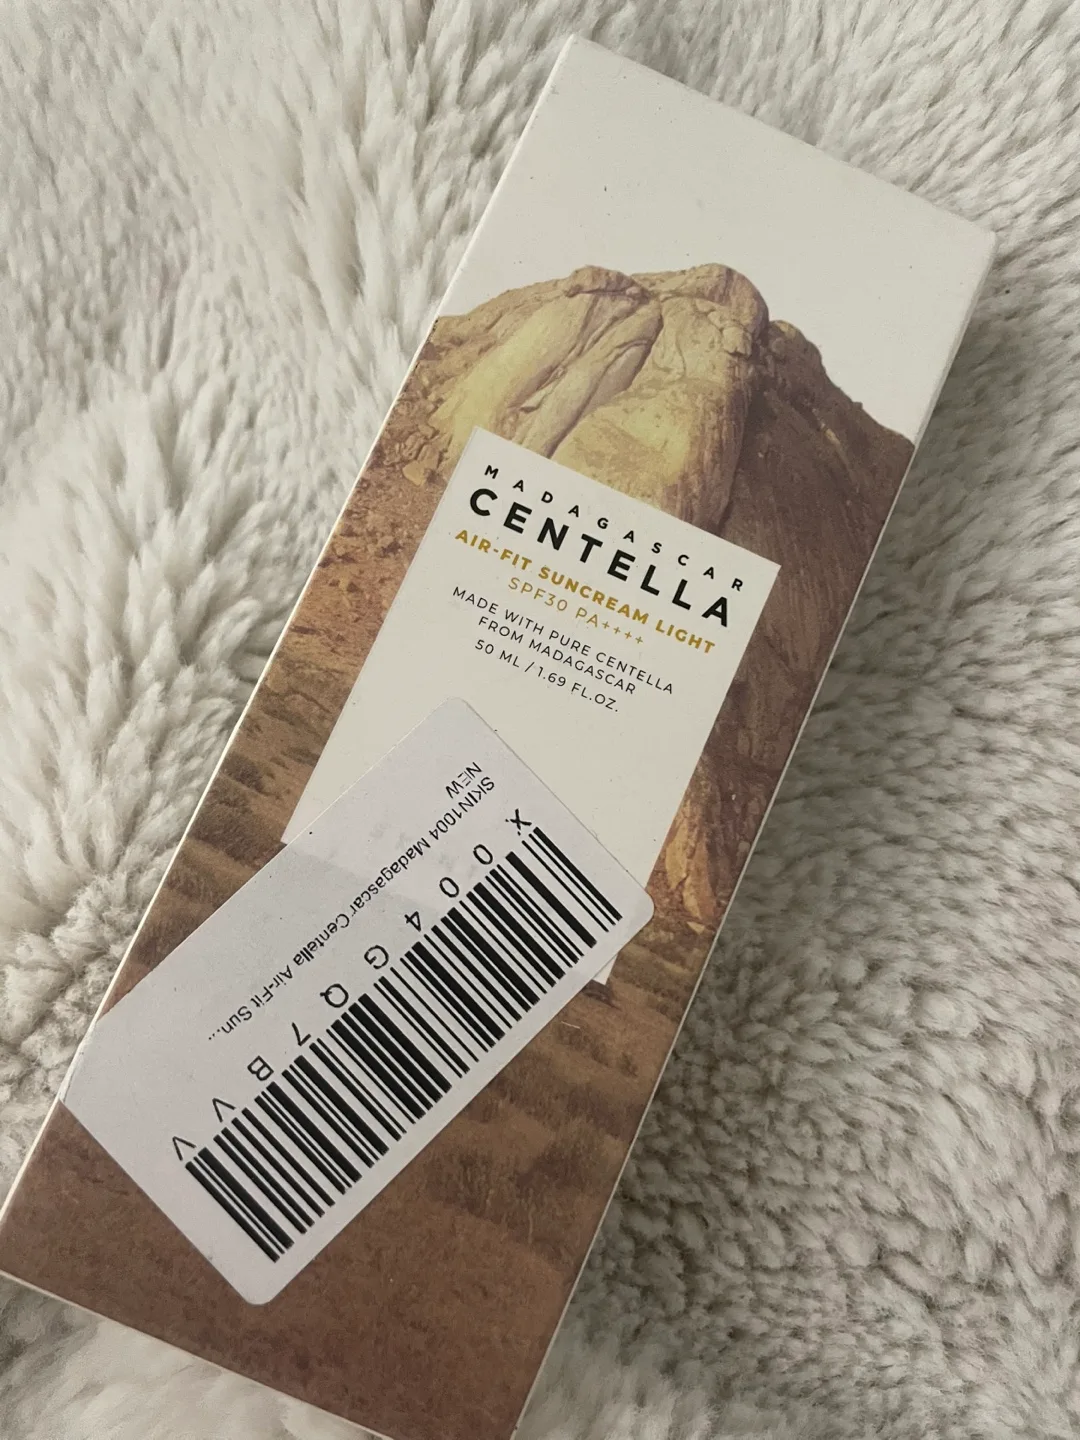 MADAGASCAR
CENTELLA
AIR-FIT SUNCREAM LIGHT
SPF30 PA++++
MADE WITH PURE CENTELLA
FROM MADAGASCAR
50 ML / 1.69 FL.OZ.
X004GQ7BVV
SKIN1004 Madagascar Centella Air-Fit Sun...
NEW